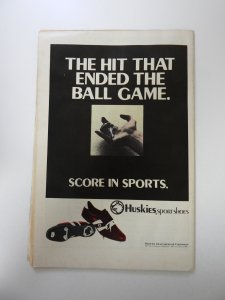 THE HIT THAT
ENDED THE
BALL GAME.
SCORE IN SPORTS.
Huskies, sportshoes